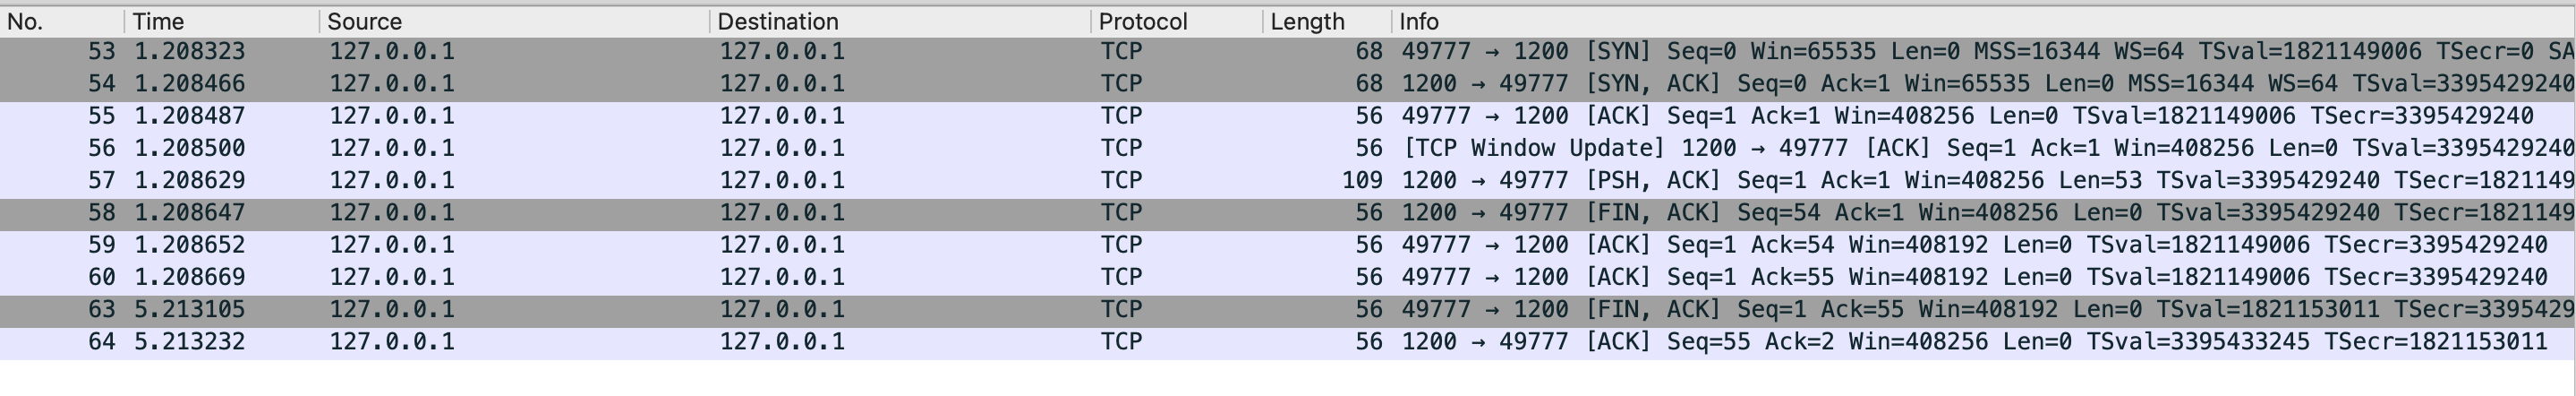 No. Time Source Destination Protocol Length Info
53 1.208323 127.0.0.1 127.0.0.1 TCP 68 49777 → 1200 [SYN] Seq=0 Win=65535 Len=0 MSS=16344 WS=64 TSval=1821149006 TSecr=0 SA
54 1.208466 127.0.0.1 127.0.0.1 TCP 68 1200 → 49777 [SYN, ACK] Seq=0 Ack=1 Win=65535 Len=0 MSS=16344 WS=64 TSval=3395429240
55 1.208487 127.0.0.1 127.0.0.1 TCP 56 49777 → 1200 [ACK] Seq=1 Ack=1 Win=408256 Len=0 TSval=1821149006 TSecr=3395429240
56 1.208500 127.0.0.1 127.0.0.1 TCP 56 [TCP Window Update] 1200 → 49777 [ACK] Seq=1 Ack=1 Win=408256 Len=0 TSval=3395429240
57 1.208629 127.0.0.1 127.0.0.1 TCP 109 1200 → 49777 [PSH, ACK] Seq=1 Ack=1 Win=408256 Len=53 TSval=3395429240 TSecr=1821149
58 1.208647 127.0.0.1 127.0.0.1 TCP 56 1200 → 49777 [FIN, ACK] Seq=54 Ack=1 Win=408256 Len=0 TSval=3395429240 TSecr=1821149
59 1.208652 127.0.0.1 127.0.0.1 TCP 56 49777 → 1200 [ACK] Seq=1 Ack=54 Win=408192 Len=0 TSval=1821149006 TSecr=3395429240
60 1.208669 127.0.0.1 127.0.0.1 TCP 56 49777 → 1200 [ACK] Seq=1 Ack=55 Win=408192 Len=0 TSval=1821149006 TSecr=3395429240
63 5.213105 127.0.0.1 127.0.0.1 TCP 56 49777 → 1200 [FIN, ACK] Seq=1 Ack=55 Win=408192 Len=0 TSval=1821153011 TSecr=3395429
64 5.213232 127.0.0.1 127.0.0.1 TCP 56 1200 → 49777 [ACK] Seq=55 Ack=2 Win=408256 Len=0 TSval=3395433245 TSecr=1821153011